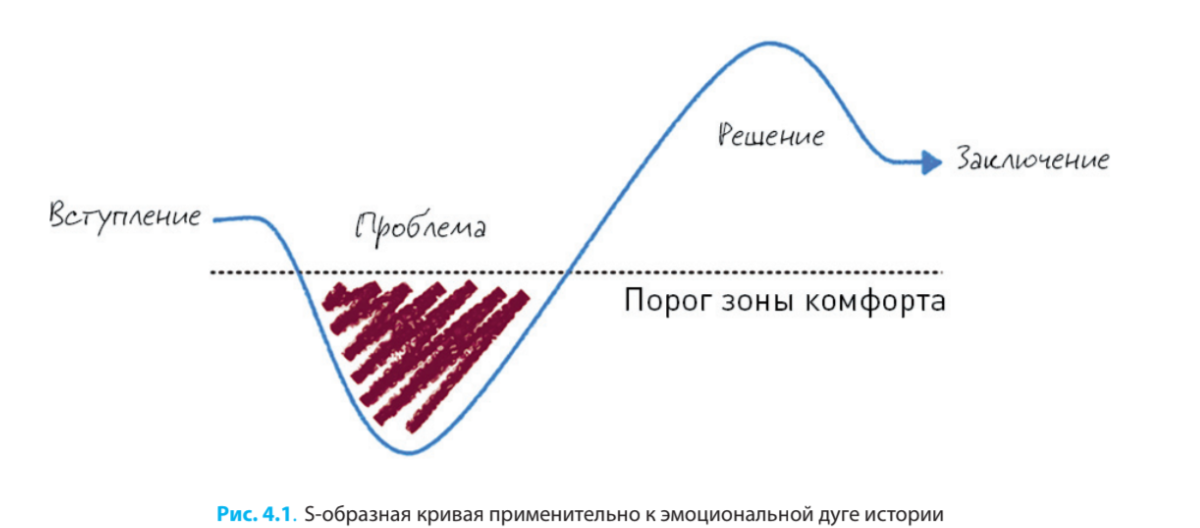 Вступление
Проблема
Решение
Заключение
Порог зоны комфорта
Рис. 4.1. S-образная кривая применительно к эмоциональной дуге истории